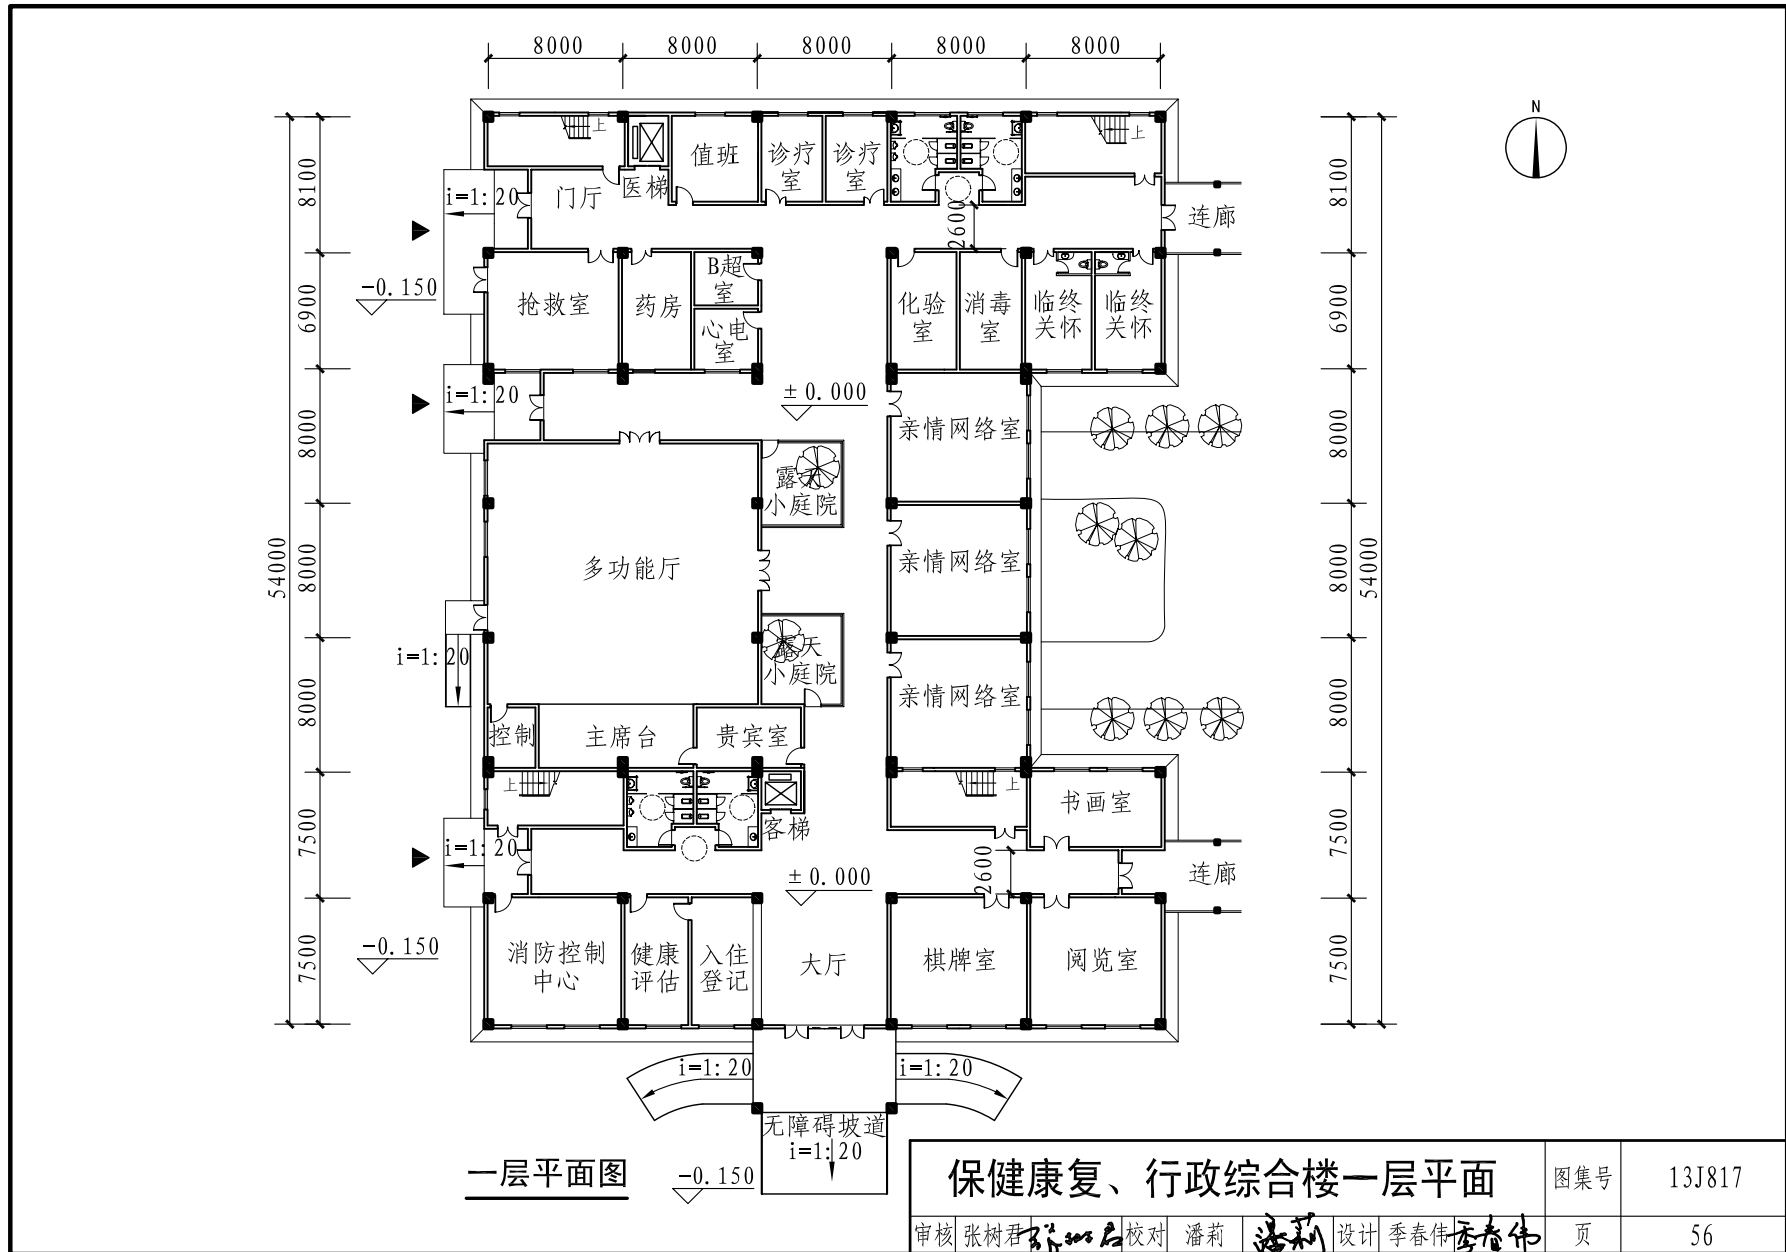 8000 8000 8000 8000 8000
N
上 上
值班 诊疗 诊疗
室 室
8100 医梯 8100
i=1:20 门厅 2600 连廊
-0.150 B超
室
抢救室 药房 化验 消毒 临终 临终
室 室 关怀 关怀
6900 心电 6900
室
i=1:20 ±0.000
8000 亲情网络室 8000
露天
小庭院
54000 8000 多功能厅 亲情网络室 8000 54000
i=1:20 露天
小庭院
8000 亲情网络室 8000
控制 主席台 贵宾室
上 上 书画室
7500 客梯 7500
i=1:20 2600 连廊
±0.000
-0.150
7500 消防控制 健康 入住 大厅 棋牌室 阅览室 7500
中心 评估 登记
i=1:20 i=1:20
无障碍坡道
i=1:20
一层平面图 -0.150
保健康复、行政综合楼一层平面 图集号 13J817
审核 张树君 张树君 校对 潘莉 潘莉 设计 季春伟 季春伟 页 56